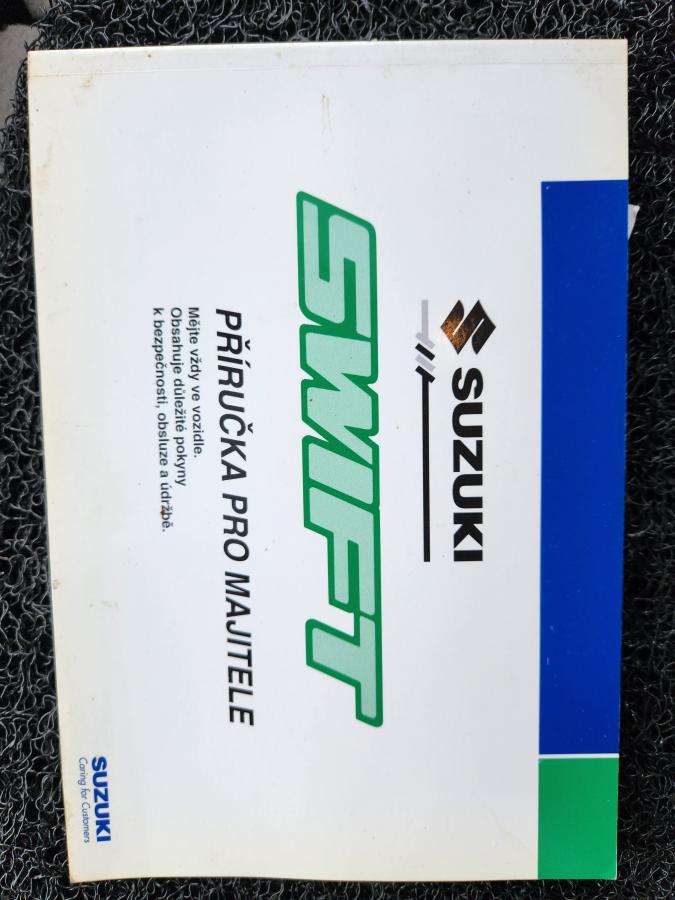 SUZUKI
SWIFT
PŘÍRUČKA PRO MAJITELE
Mějte vždy ve vozidle.
Obsahuje důležité pokyny
k bezpečnosti, obsluze a údržbě.
SUZUKI
Caring for Customers